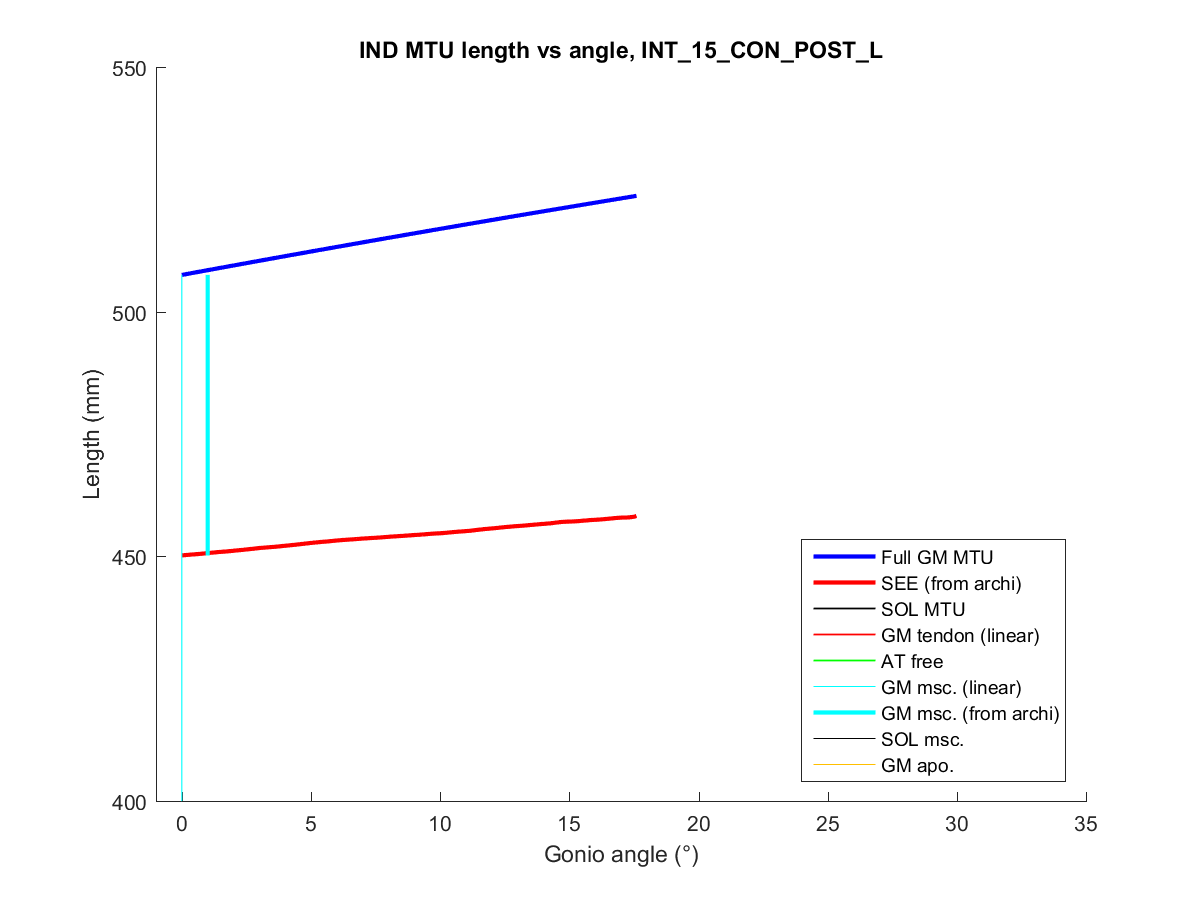 IND MTU length vs angle, INT_15_CON_POST_L
550
500
450
400
Length (mm)
0 5 10 15 20 25 30 35
Gonio angle (°)
Full GM MTU
SEE (from archi)
SOL MTU
GM tendon (linear)
AT free
GM msc. (linear)
GM msc. (from archi)
SOL msc.
GM apo.